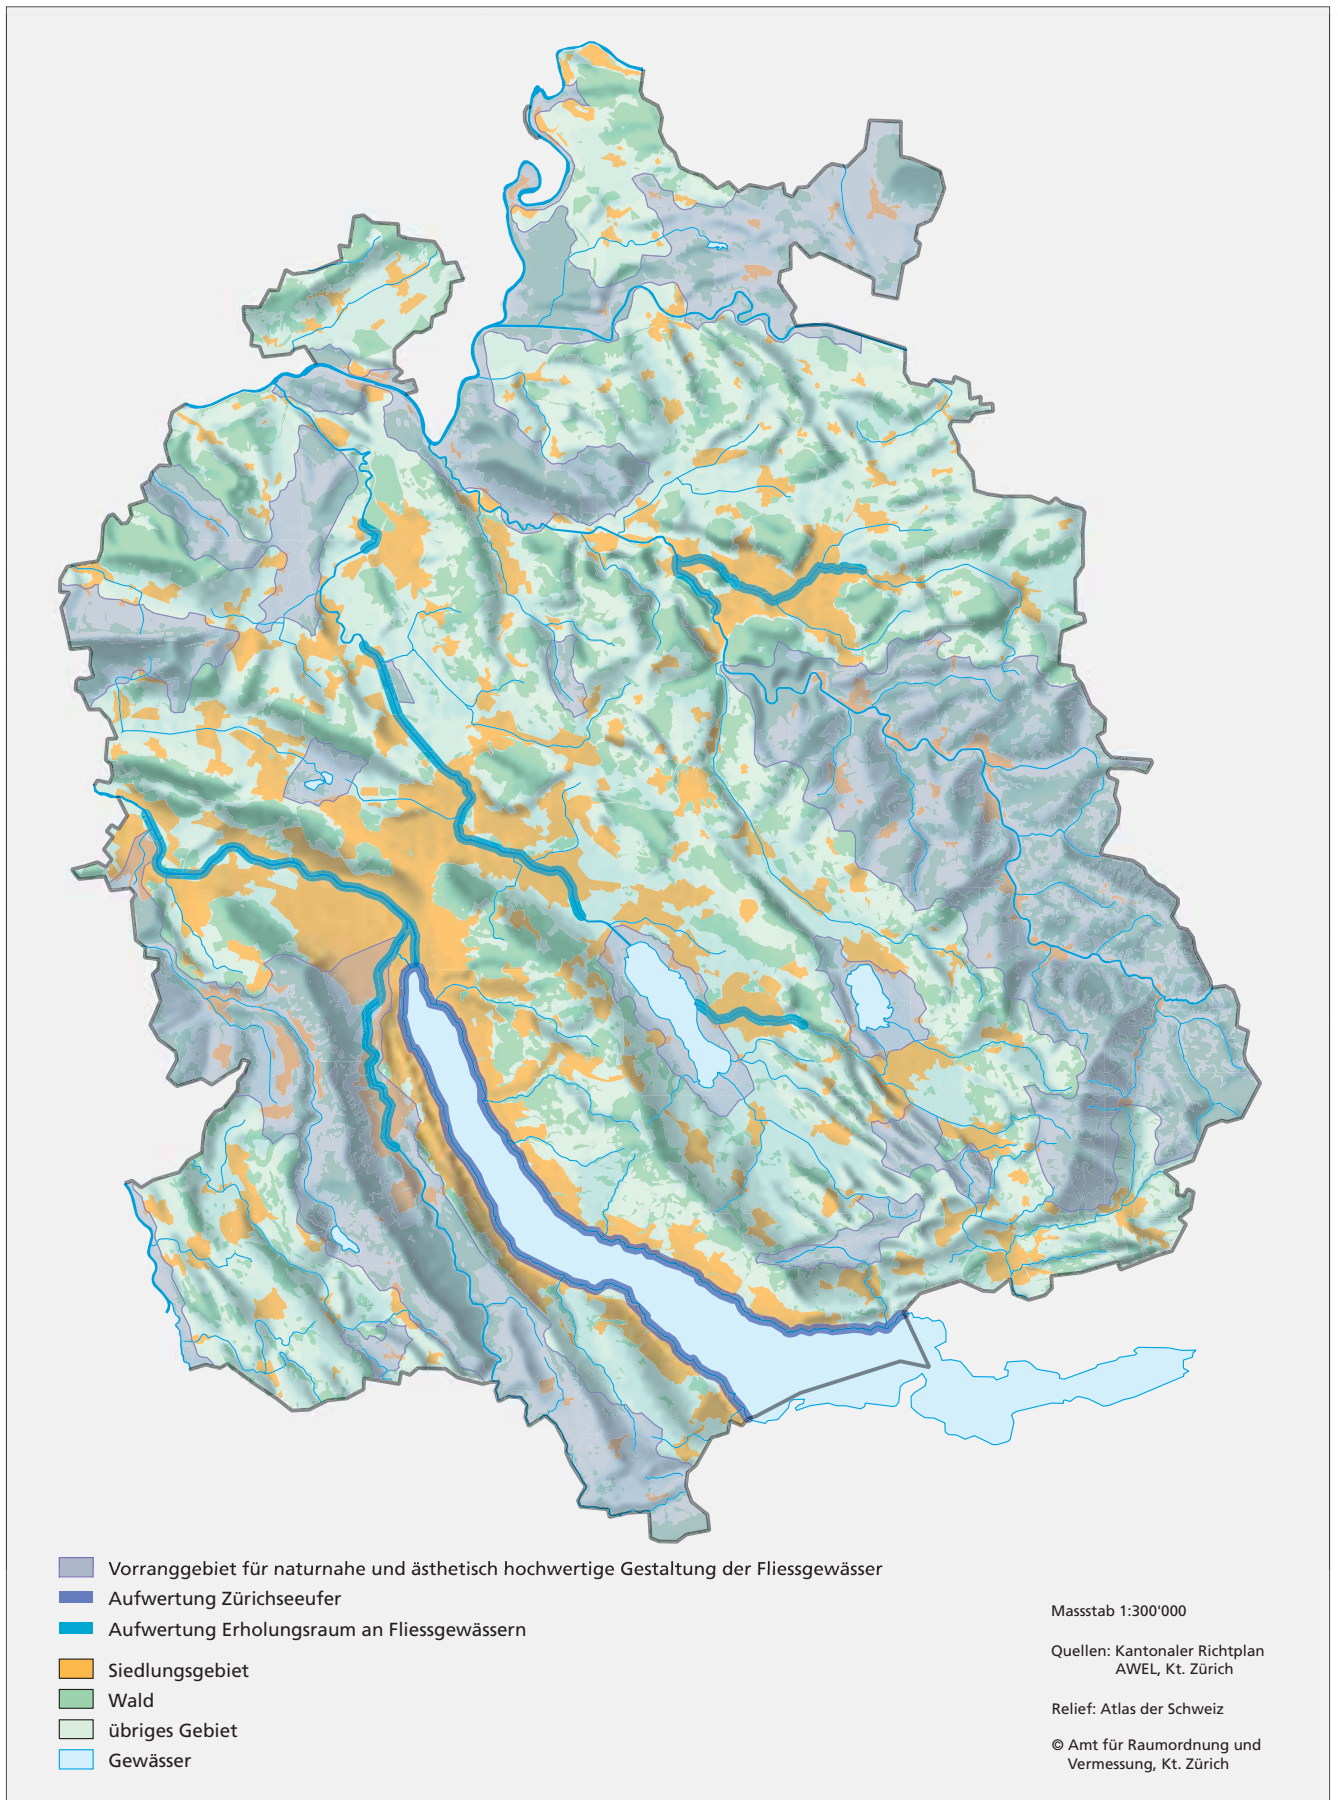 Vorranggebiet für naturnahe und ästhetisch hochwertige Gestaltung der Fliessgewässer
Aufwertung Zürichseeufer
Aufwertung Erholungsraum an Fliessgewässern
Siedlungsgebiet
Wald
übriges Gebiet
Gewässer
Massstab 1:300'000
Quellen: Kantonaler Richtplan
AWEL, Kt. Zürich
Relief: Atlas der Schweiz
© Amt für Raumordnung und
Vermessung, Kt. Zürich